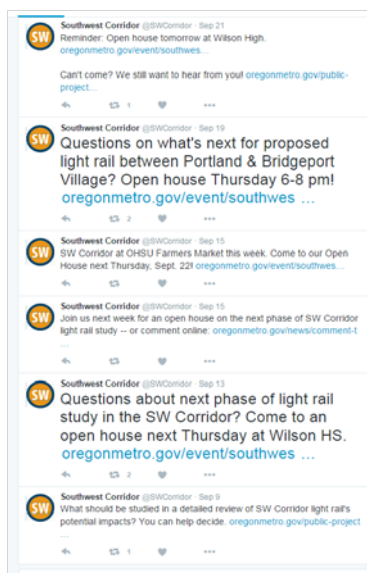 SW
Southwest Corridor @SWCorridor · Sep 21
Reminder: Open house tomorrow at Wilson High.
oregonmetro.gov/event/southwes…
Can't come? We still want to hear from you! oregonmetro.gov/public-
project…
1
SW
Southwest Corridor @SWCorridor · Sep 19
Questions on what's next for proposed
light rail between Portland & Bridgeport
Village? Open house Thursday 6-8 pm!
oregonmetro.gov/event/southwes …
2
SW
Southwest Corridor @SWCorridor · Sep 15
SW Corridor at OHSU Farmers Market this week. Come to our Open
House next Thursday, Sept. 22! oregonmetro.gov/event/southwes…
SW
Southwest Corridor @SWCorridor · Sep 15
Join us next week for an open house on the next phase of SW Corridor
light rail study -- or comment online: oregonmetro.gov/news/comment-t
…
SW
Southwest Corridor @SWCorridor · Sep 13
Questions about next phase of light rail
study in the SW Corridor? Come to an
open house next Thursday at Wilson HS.
oregonmetro.gov/event/southwes …
2
SW
Southwest Corridor @SWCorridor · Sep 9
What should be studied in a detailed review of SW Corridor light rail's
potential impacts? You can help decide. oregonmetro.gov/public-project
…
1